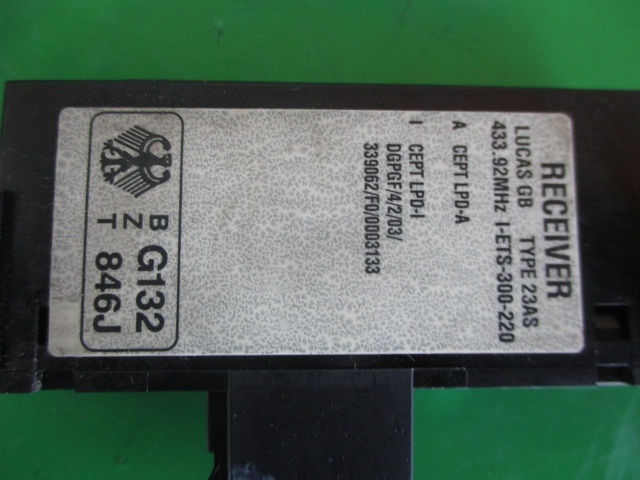 RECEIVER
LUCAS GB TYPE 23AS
433.92MHz I-ETS-300-220
A CEPT LPD-A
I CEPT LPD-I
DGPGF/4/2/03/
339062/F0/0003133
B
Z
T
G132
846J